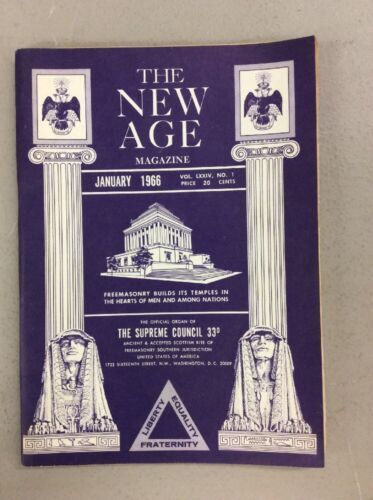 THE
NEW
AGE
MAGAZINE
JANUARY 1966
VOL. LXXIV, NO. 1
PRICE 20 CENTS
FREEMASONRY BUILDS ITS TEMPLES IN
THE HEARTS OF MEN AND AMONG NATIONS
THE OFFICIAL ORGAN OF
THE SUPREME COUNCIL 33°
ANCIENT & ACCEPTED SCOTTISH RITE OF
FREEMASONRY SOUTHERN JURISDICTION
UNITED STATES OF AMERICA
1733 SIXTEENTH STREET, N.W., WASHINGTON, D.C. 20009
LIBERTY
EQUALITY
FRATERNITY